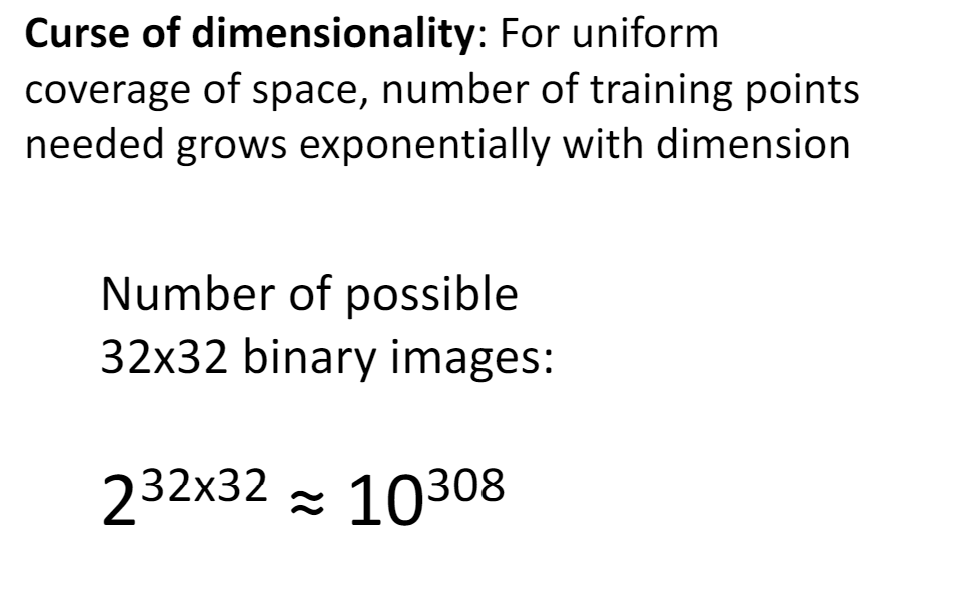 Curse of dimensionality: For uniform
coverage of space, number of training points
needed grows exponentially with dimension
Number of possible
32x32 binary images:
2^32x32 ≈ 10^308